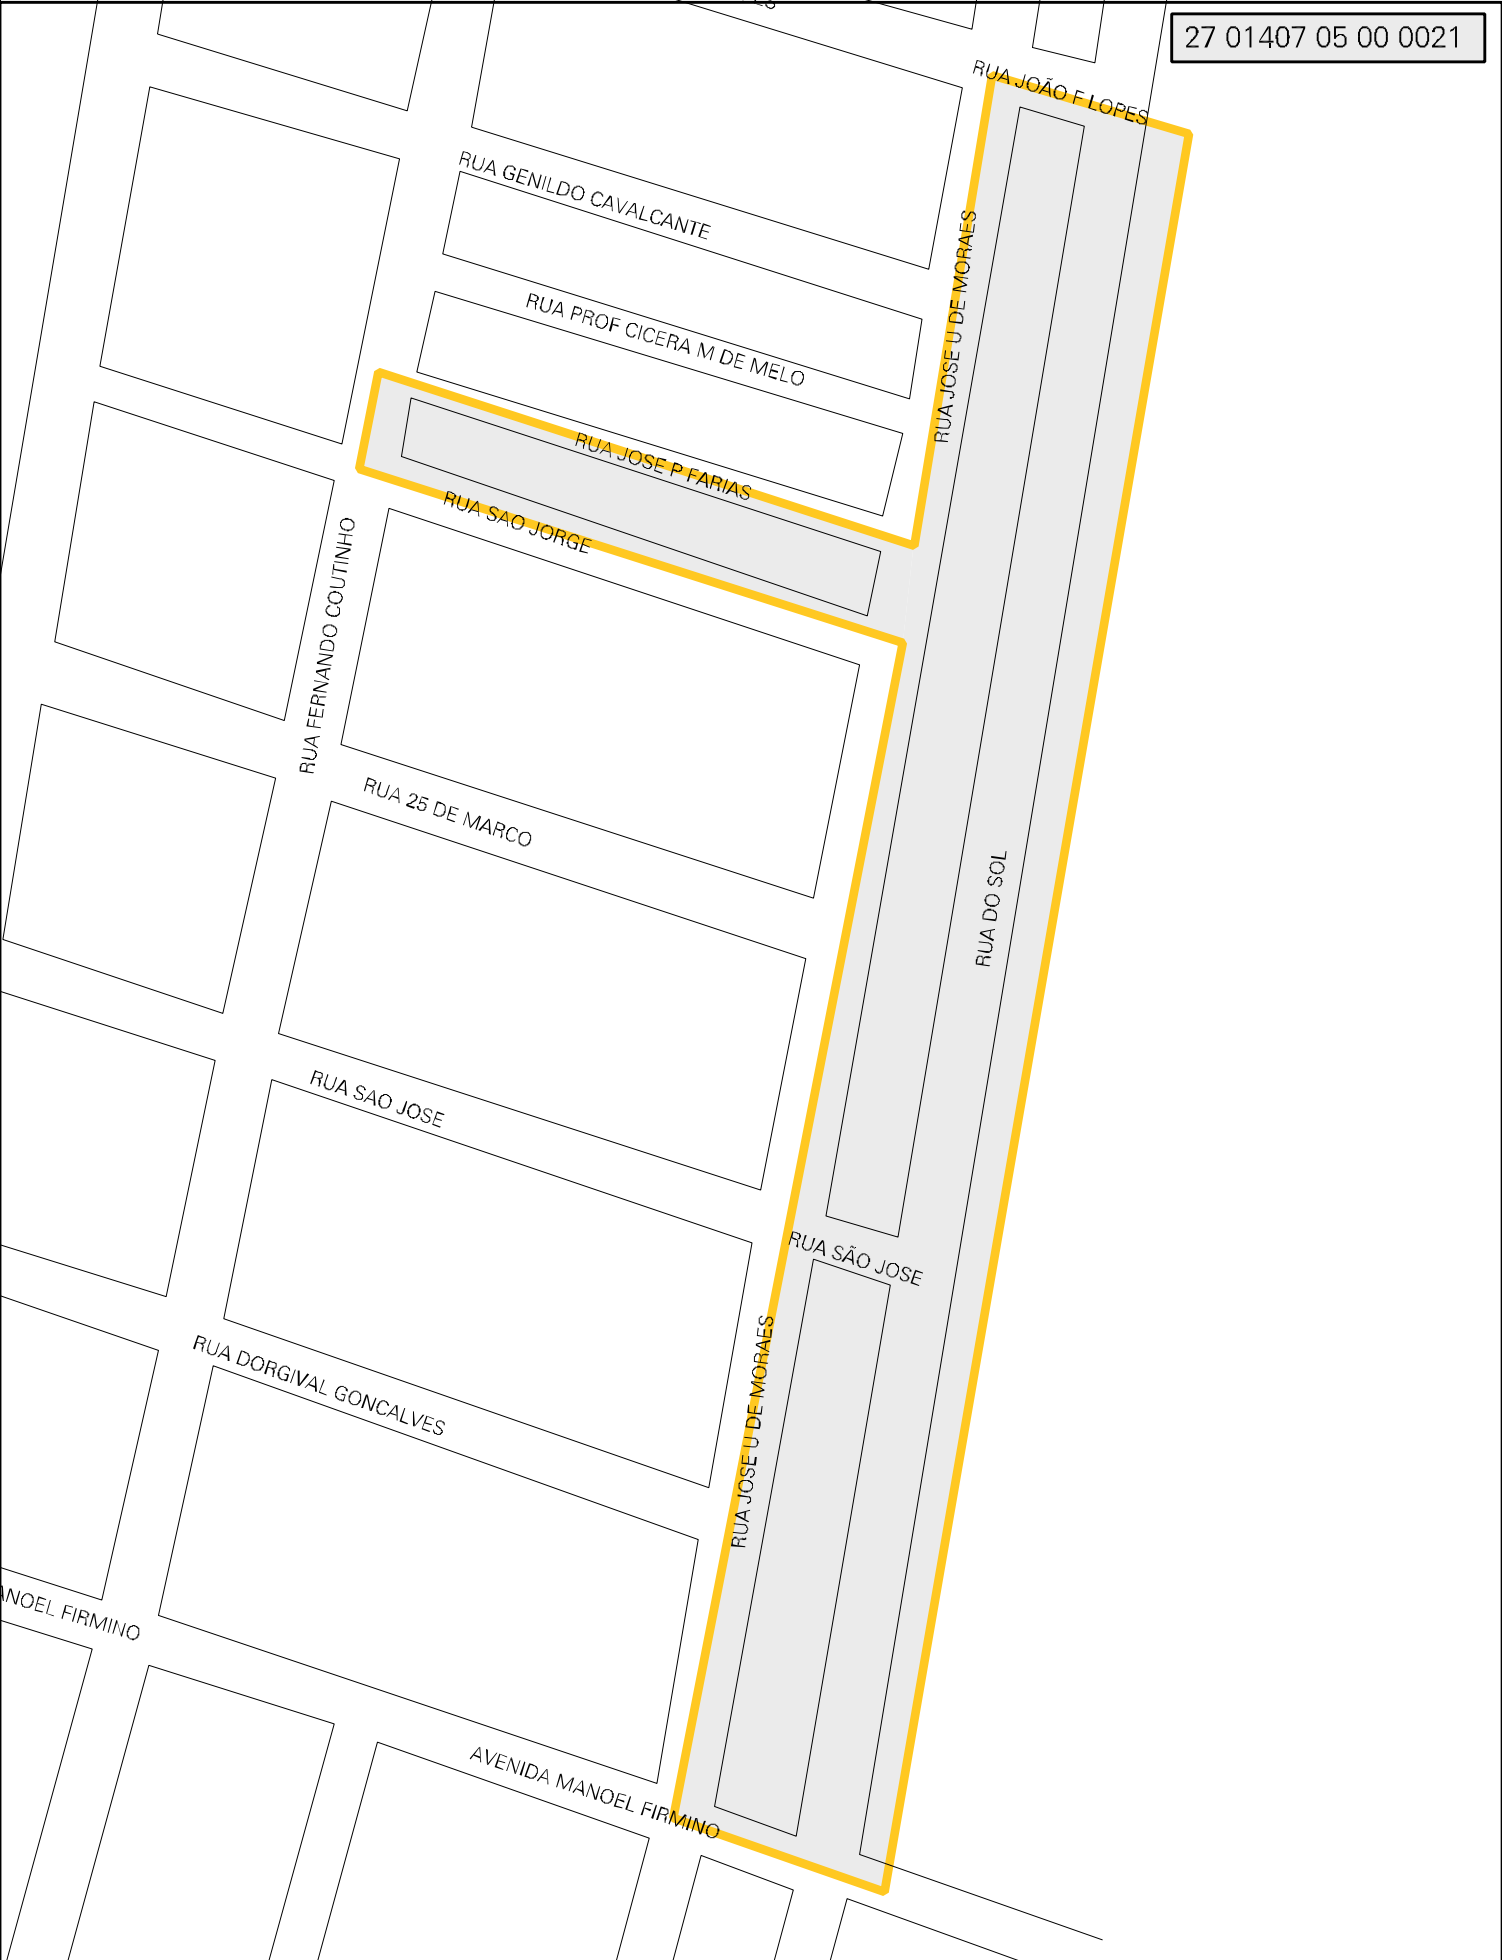 27 01407 05 00 0021
RUA JOÃO F LOPES
RUA GENILDO CAVALCANTE
RUA JOSE U DE MORAES
RUA PROF CICERA M DE MELO
RUA JOSE P FARIAS
RUA SAO JORGE
RUA FERNANDO COUTINHO
RUA 25 DE MARCO
RUA DO SOL
RUA SAO JOSE
RUA SÃO JOSE
RUA DORGIVAL GONCALVES
RUA JOSE U DE MORAES
ANOEL FIRMINO
AVENIDA MANOEL FIRMINO